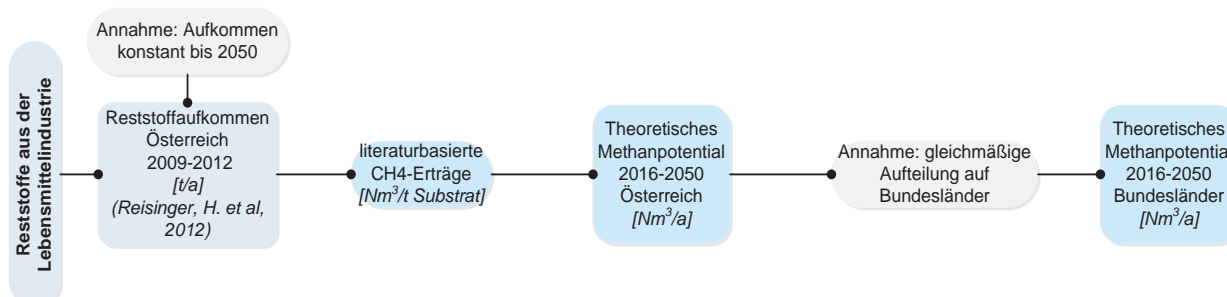 Reststoffe aus der
Lebensmittelindustrie
Annahme: Aufkommen
konstant bis 2050
Reststoffaufkommen
Österreich
2009-2012
[t/a]
(Reisinger, H. et al,
2012)
literaturbasierte
CH4-Erträge
[Nm³/t Substrat]
Theoretisches
Methanpotential
2016-2050
Österreich
[Nm³/a]
Annahme: gleichmäßige
Aufteilung auf
Bundesländer
Theoretisches
Methanpotential
2016-2050
Bundesländer
[Nm³/a]